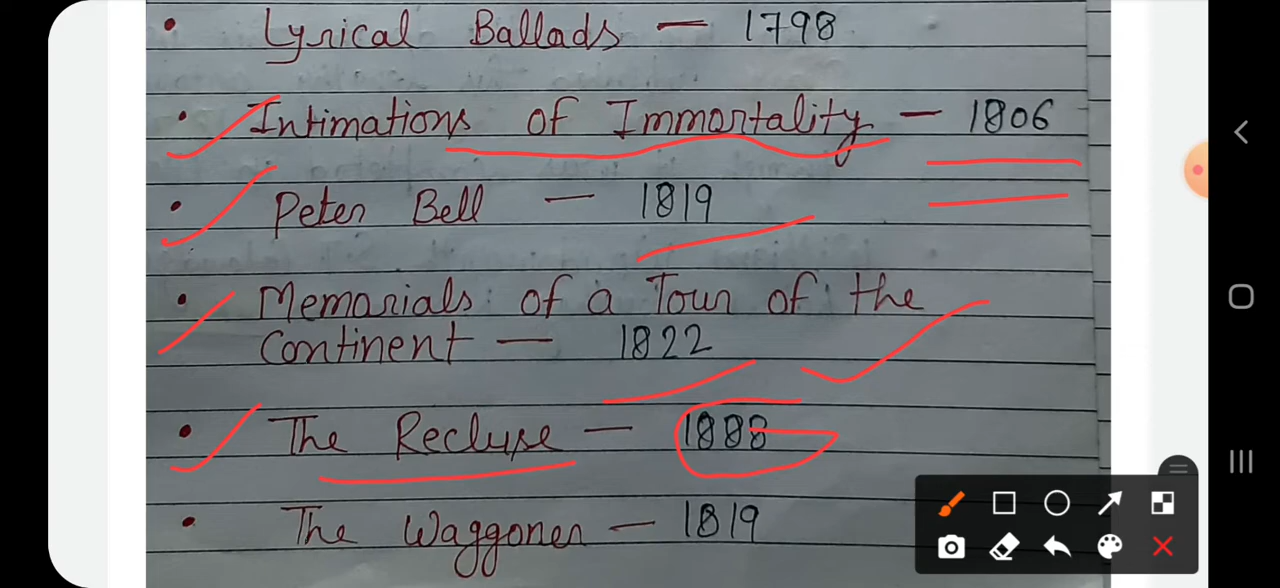 • Lyrical Ballads — 1798
• Intimations of Immortality — 1806
• Peter Bell — 1819
• Memorials of a Tour of the
Continent — 1822
• The Recluse — 1888
• The Waggoner — 1819